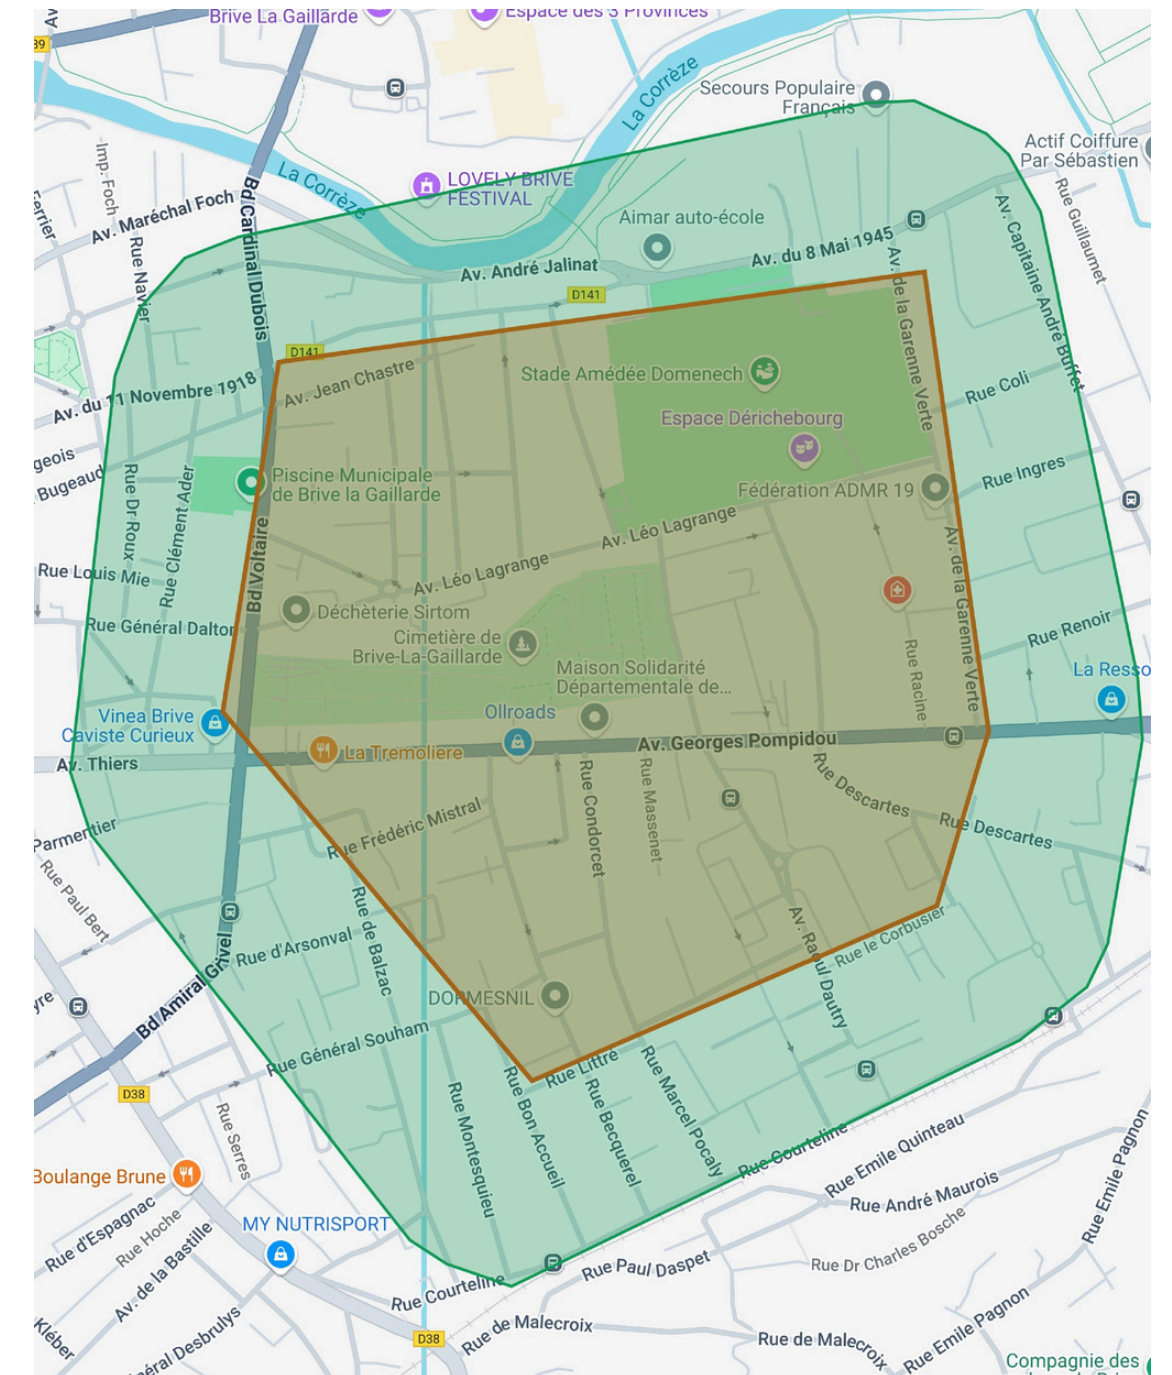 Brive La Gaillarde
Espace des 3 Provinces
Av
39
La Corrèze
Secours Populaire
Français
Actif Coiffure
Par Sébastien
Imp. Foch
Bd Cardinal Dubois
La Corrèze
LOVELY BRIVE
FESTIVAL
Rue Guillaumet
Av. Maréchal Foch
Ferrier
Rue Navier
Aimar auto-école
Av. du 8 Mai 1945
Av. Capitaine André Buffet
Av. André Jalinat
D141
Av. de la Garenne Verte
D141
Av. Jean Chastre
Stade Amédée Domenech
Av. du 11 Novembre 1918
Rue Coli
Espace Dérichebourg
geois
Bugeaud
Piscine Municipale
de Brive la Gaillarde
Rue Ingres
Fédération ADMR 19
Rue Dr Roux
Rue Clément Ader
Av. Léo Lagrange
Bd Voltaire
Av. Léo Lagrange
Av. de la Garenne Verte
Rue Louis Mie
Déchèterie Sirtom
Rue Général Dalton
Cimetière de
Brive-La-Gaillarde
Rue Renoir
Rue Racine
Maison Solidarité
Départementale de...
La Resso
Vinea Brive
Caviste Curieux
Ollroads
La Tremoliere
Av. Georges Pompidou
Av. Thiers
Rue Condorcet
Rue Massenet
Rue Descartes
Rue Frédéric Mistral
Rue Descartes
Parmentier
Rue Paul Bert
Rue de Balzac
Rue d'Arsonval
Av. Raoul Dautry
Rue le Corbusier
Bd Amiral Grivel
yre
DORMESNIL
Rue Général Souham
Rue Littré
D38
Rue Bon Accueil
Rue Becquerel
Rue Marcel Pocaly
Rue Montesquieu
Rue Serres
Rue Courteline
Rue Emile Quinteau
Rue Emile Pagnon
Boulange Brune
Rue André Maurois
Rue d'Espagnac
Rue Hoche
Av. de la Bastille
MY NUTRISPORT
Rue Dr Charles Bosche
Rue Paul Daspet
Rue Courteline
Rue Emile Pagnon
Kléber
néral Desbrulys
D38
Rue de Malecroix
Rue de Malecroix
Compagnie des